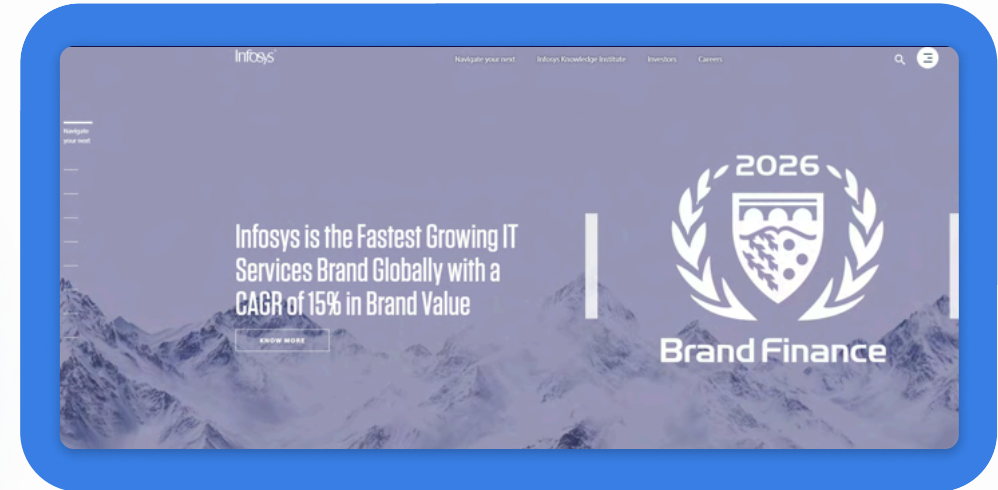 Infosys
Navigate your next Infosys Knowledge Institute Investors Careers
Navigate
your next
Infosys is the Fastest Growing IT
Services Brand Globally with a
CAGR of 15% in Brand Value
KNOW MORE
2026
Brand Finance